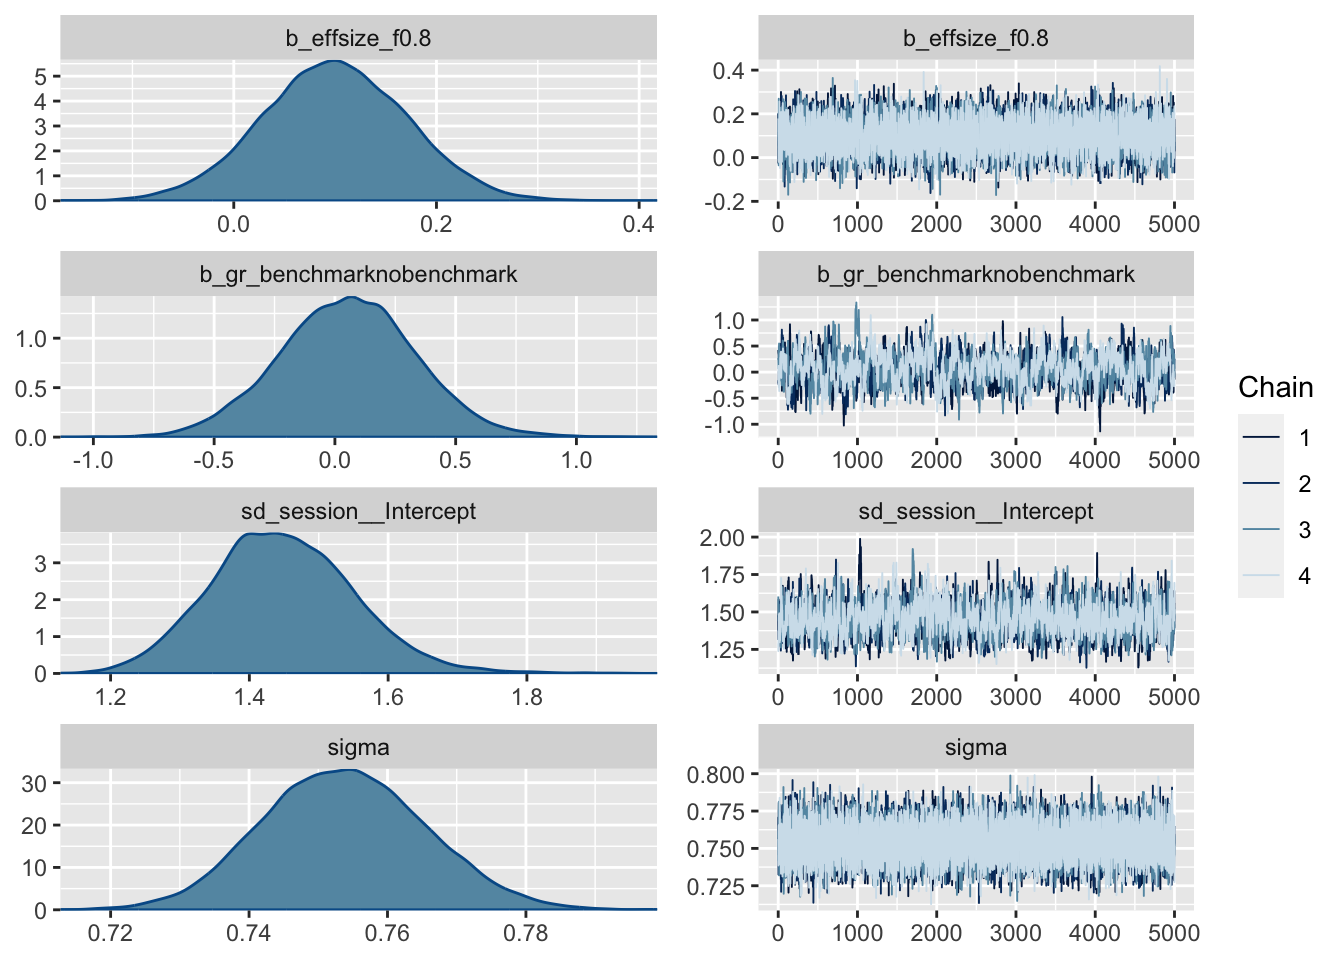 b_effsize_f0.8
5
4
3
2
1
0
0.0 0.2 0.4
b_effsize_f0.8
0.4
0.2
0.0
-0.2
0 1000 2000 3000 4000 5000
b_gr_benchmarknobenchmark
1.0
0.5
0.0
-1.0 -0.5 0.0 0.5 1.0
b_gr_benchmarknobenchmark
1.0
0.5
0.0
-0.5
-1.0
0 1000 2000 3000 4000 5000
sd_session__Intercept
3
2
1
0
1.2 1.4 1.6 1.8
sd_session__Intercept
2.00
1.75
1.50
1.25
0 1000 2000 3000 4000 5000
sigma
30
20
10
0
0.72 0.74 0.76 0.78
sigma
0.800
0.775
0.750
0.725
0 1000 2000 3000 4000 5000
Chain
1
2
3
4